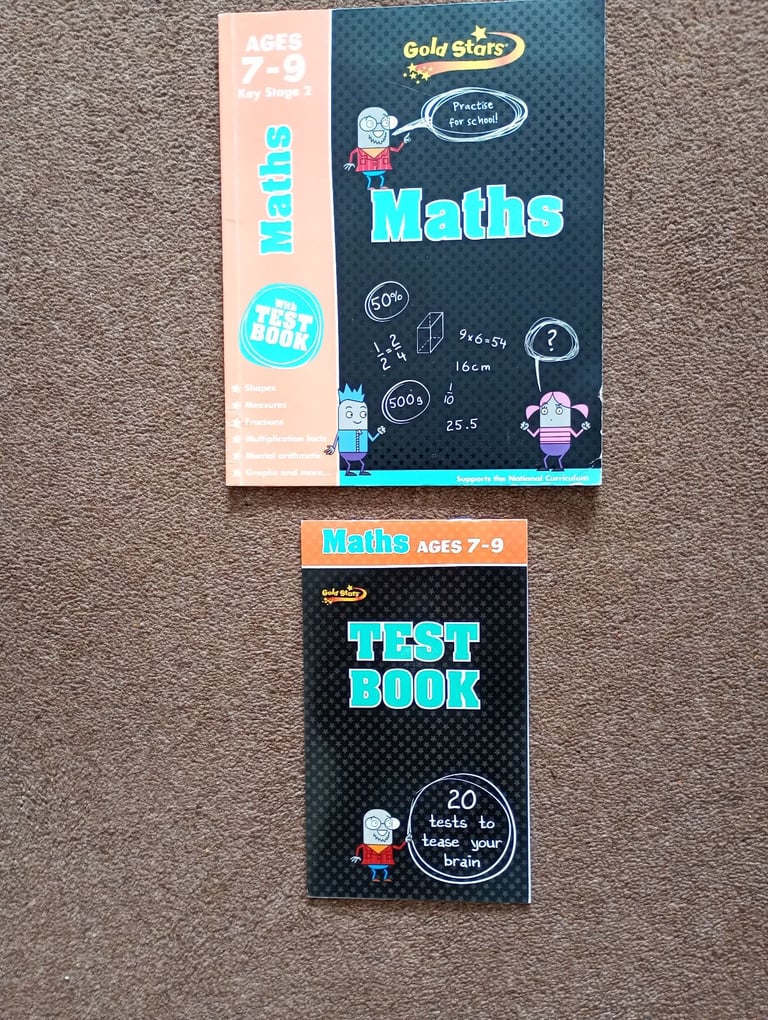 AGES
7-9
Key Stage 2
Maths
With
TEST
BOOK
Shapes
Measures
Fractions
Multiplication facts
Mental arithmetic
Graphs and more...
Gold Stars
Practise
for school!
Maths
50%
1/2 = 2/4
9x6=54
16cm
?
500g
1/10
25.5
Supports the National Curriculum
Maths AGES 7-9
Gold Stars
TEST
BOOK
20
tests to
tease your
brain